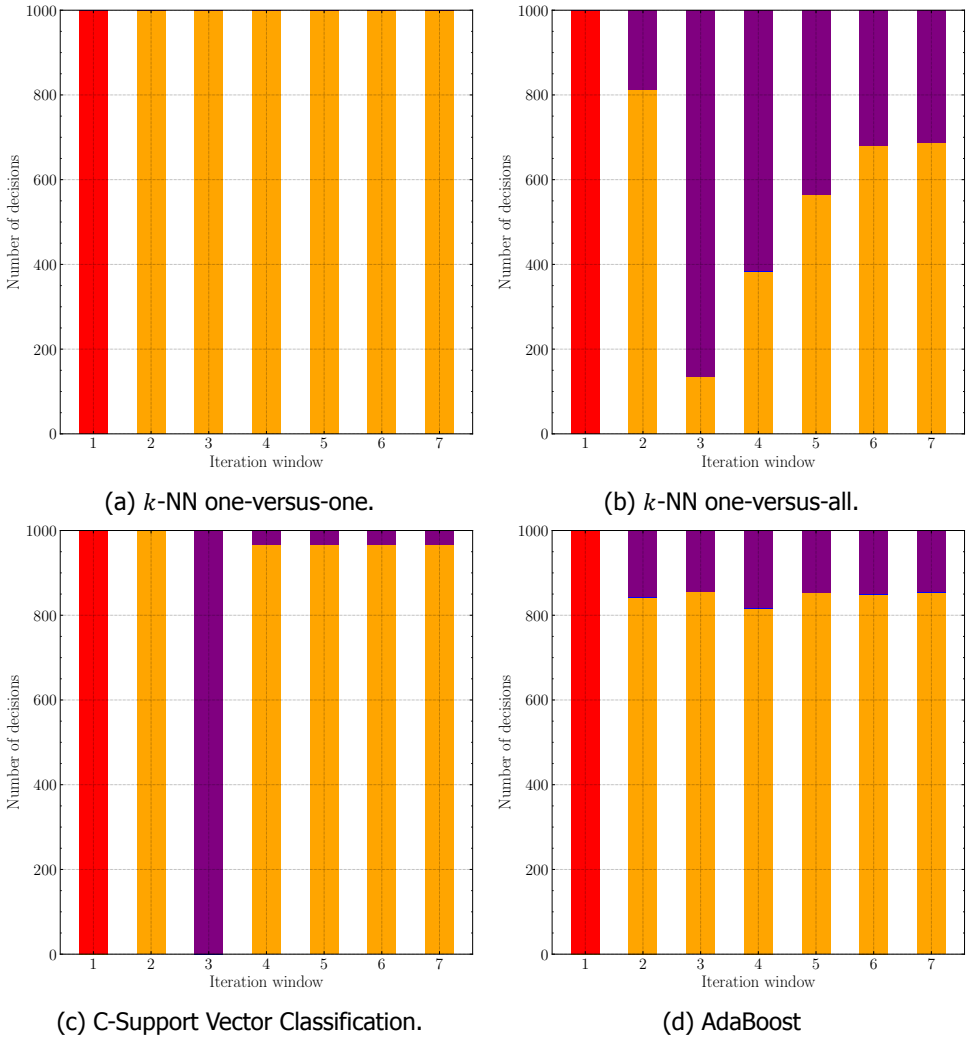 1000
800
600
400
200
0
Number of decisions
1 2 3 4 5 6 7
Iteration window
(a) k-NN one-versus-one.
1000
800
600
400
200
0
Number of decisions
1 2 3 4 5 6 7
Iteration window
(b) k-NN one-versus-all.
1000
800
600
400
200
0
Number of decisions
1 2 3 4 5 6 7
Iteration window
(c) C-Support Vector Classification.
1000
800
600
400
200
0
Number of decisions
1 2 3 4 5 6 7
Iteration window
(d) AdaBoost